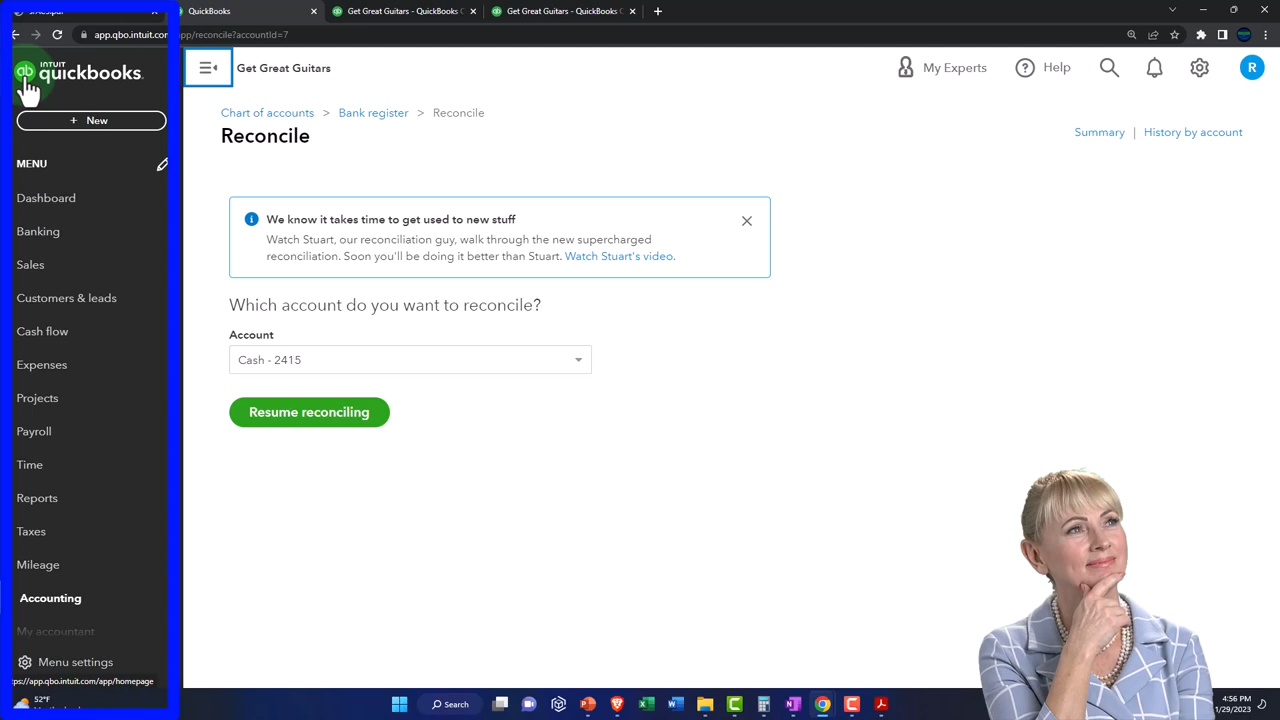 QuickBooks
Get Great Guitars - QuickBooks C
Get Great Guitars - QuickBooks C
app.qbo.intuit.com
app/reconcile?accountId=7
INTUIT
quickbooks.
Get Great Guitars
My Experts
Help
R
+ New
Chart of accounts > Bank register > Reconcile
Reconcile
Summary | History by account
MENU
Dashboard
Banking
Sales
Customers & leads
Cash flow
Expenses
Projects
Payroll
Time
Reports
Taxes
Mileage
Accounting
My accountant
Menu settings
We know it takes time to get used to new stuff
Watch Stuart, our reconciliation guy, walk through the new supercharged
reconciliation. Soon you'll be doing it better than Stuart. Watch Stuart's video.
Which account do you want to reconcile?
Account
Cash - 2415
Resume reconciling
ps://app.qbo.intuit.com/app/homepage
52°F
Search
4:56 PM
1/29/2023